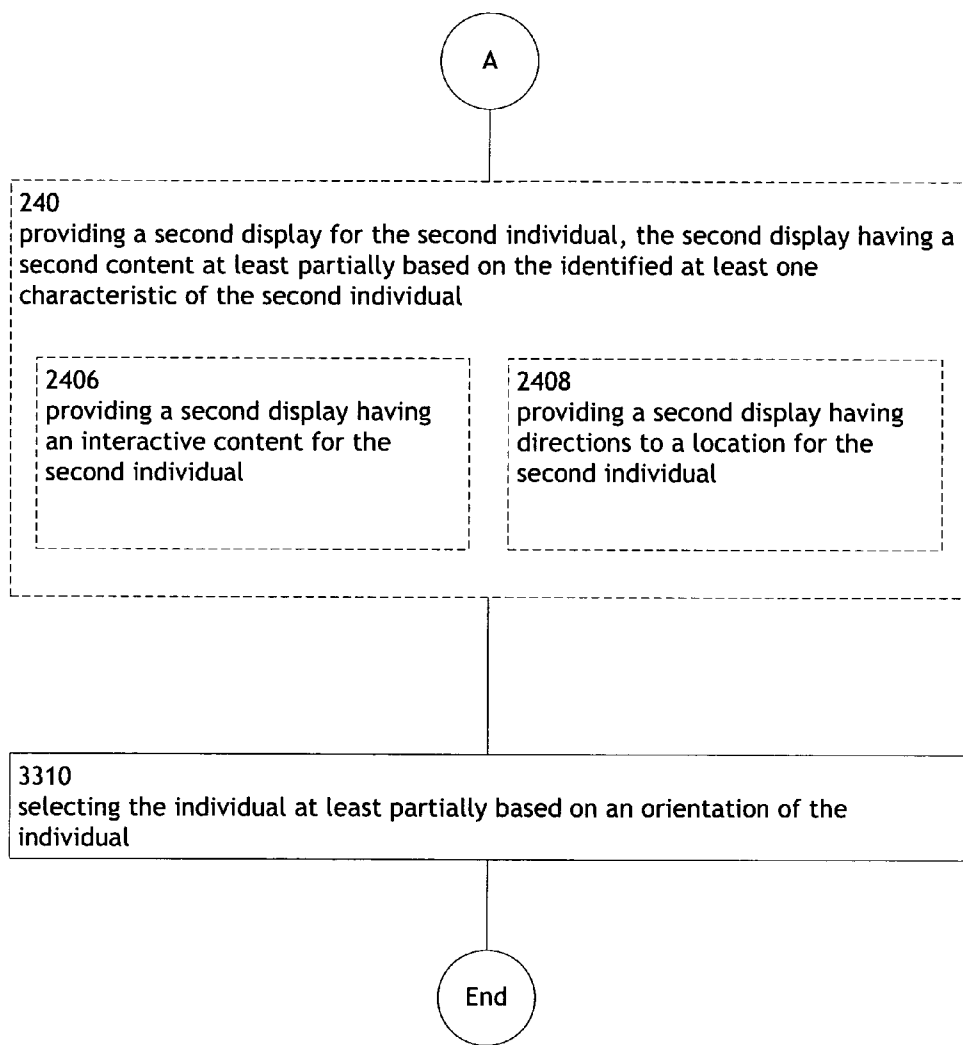 A
240
providing a second display for the second individual, the second display having a
second content at least partially based on the identified at least one
characteristic of the second individual
2406
providing a second display having
an interactive content for the
second individual
2408
providing a second display having
directions to a location for the
second individual
3310
selecting the individual at least partially based on an orientation of the
individual
End